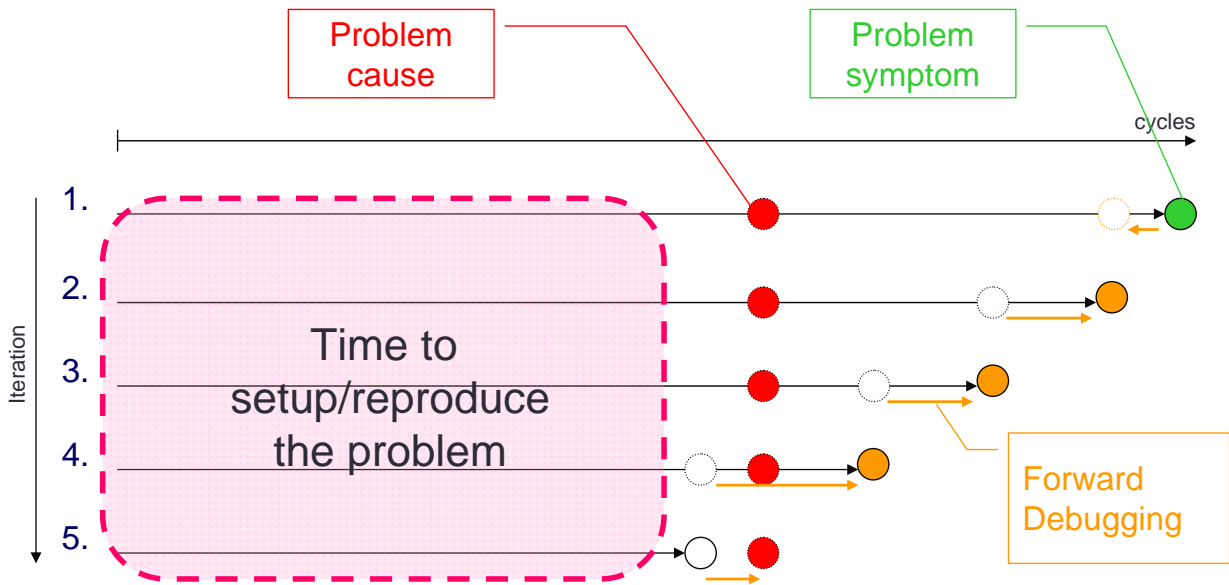 Problem
cause
Problem
symptom
cycles
Iteration
1.
2.
3.
4.
5.
Time to
setup/reproduce
the problem
Forward
Debugging